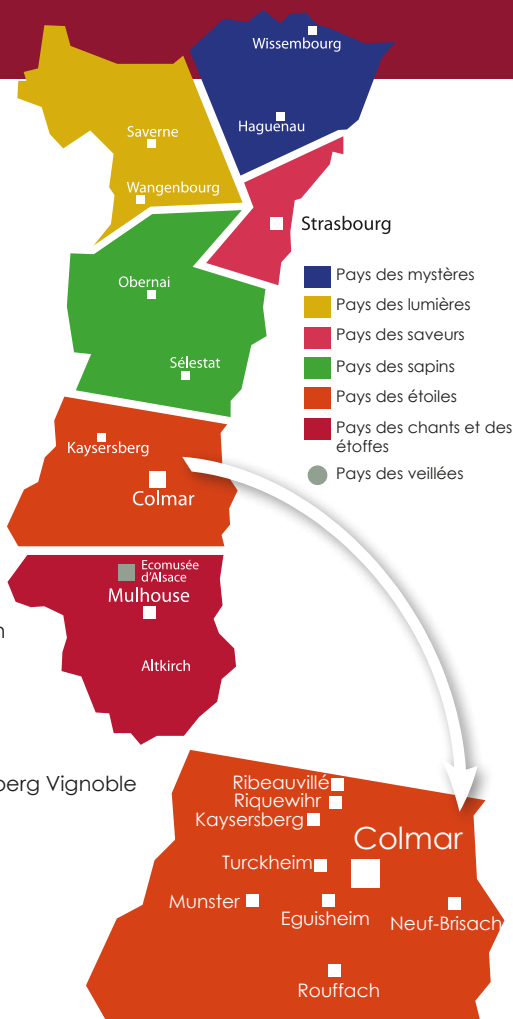 Wissembourg
Haguenau
Saverne
Wangenbourg
Strasbourg
Obernai
Sélestat
Pays des mystères
Pays des lumières
Pays des saveurs
Pays des sapins
Pays des étoiles
Pays des chants et des
étoffes
Pays des veillées
Kaysersberg
Colmar
Ecomusée
d'Alsace
Mulhouse
Altkirch
berg Vignoble
Ribeauvillé
Riquewihr
Kaysersberg
Colmar
Turckheim
Munster
Eguisheim
Neuf-Brisach
Rouffach